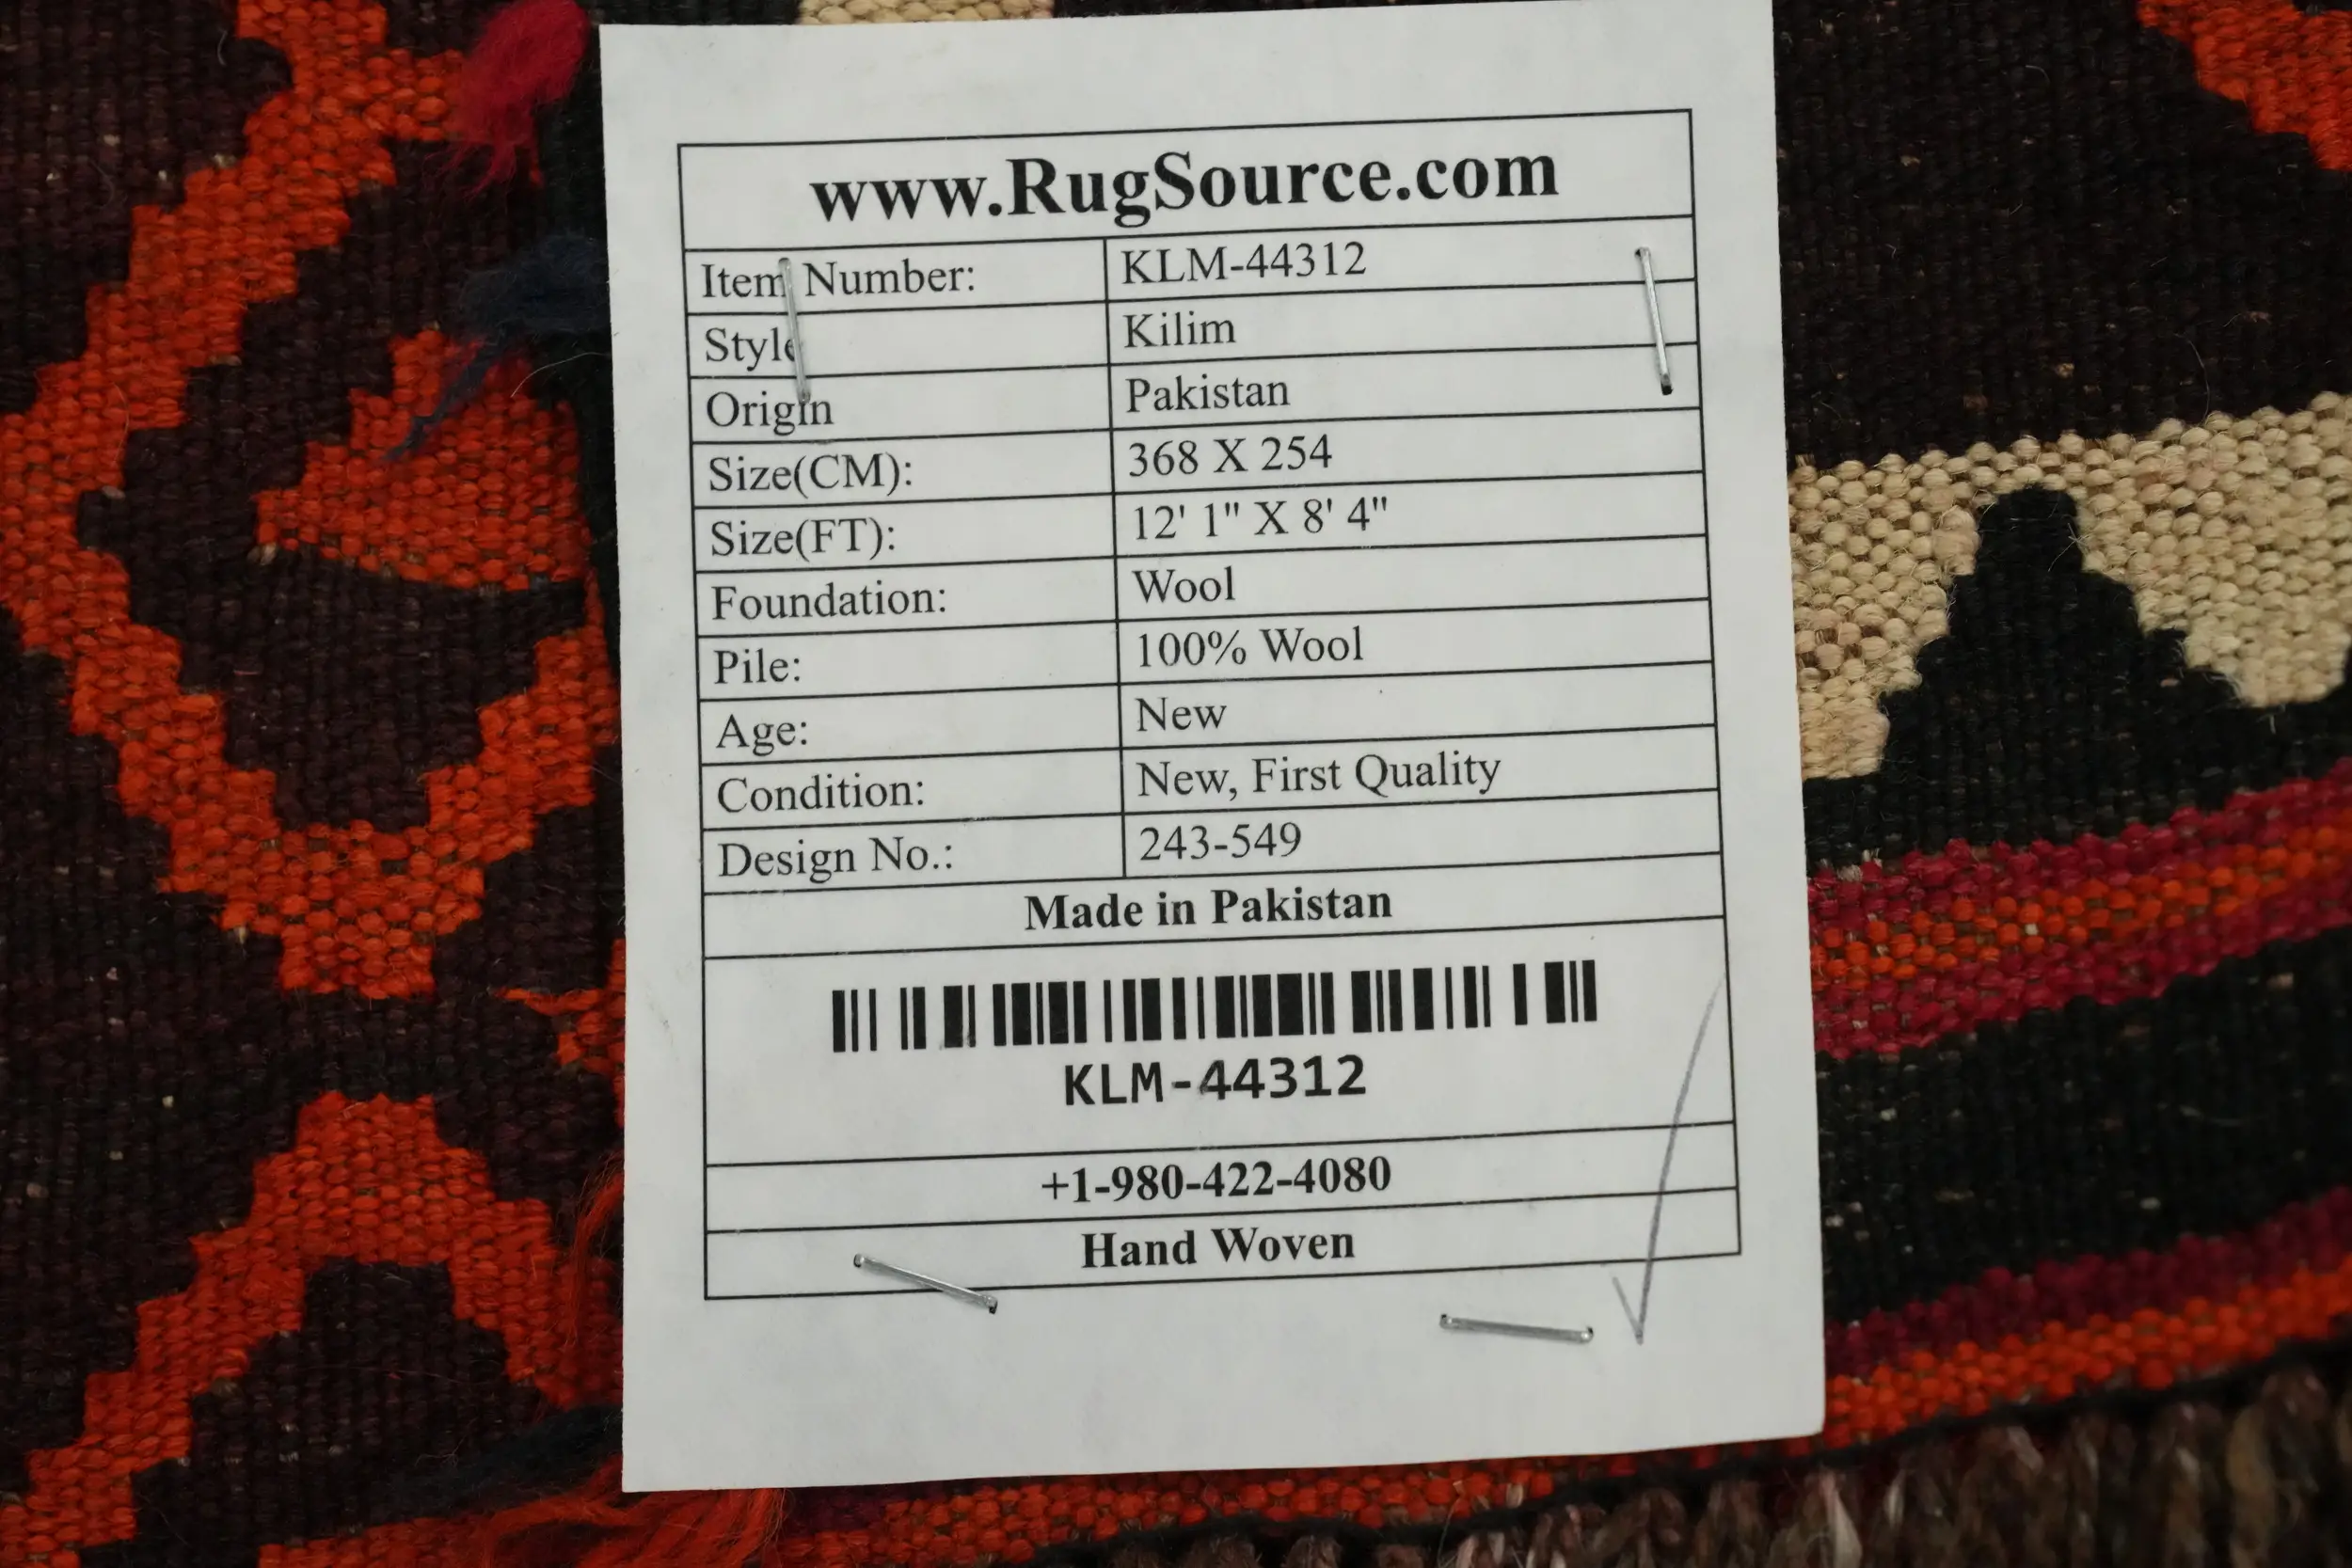 www.RugSource.com
Item Number: KLM-44312
Style Kilim
Origin Pakistan
Size(CM): 368 X 254
Size(FT): 12' 1" X 8' 4"
Foundation: Wool
Pile: 100% Wool
Age: New
Condition: New, First Quality
Design No.: 243-549
Made in Pakistan
KLM-44312
+1-980-422-4080
Hand Woven